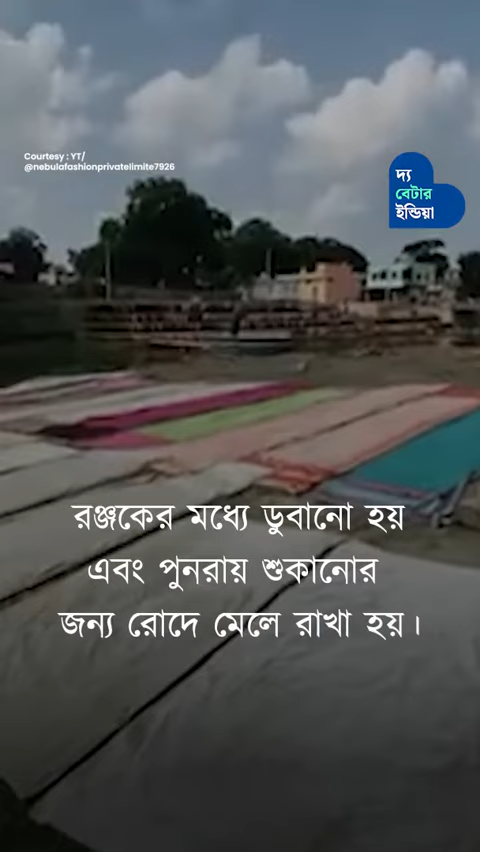 Courtesy : YT/
@nebulafashionprivatelimite7926
দ্য
বেটার
ইন্ডিয়া
রঞ্জকের মধ্যে ডুবানো হয়
এবং পুনরায় শুকানোর
জন্য রোদে মেলে রাখা হয়।